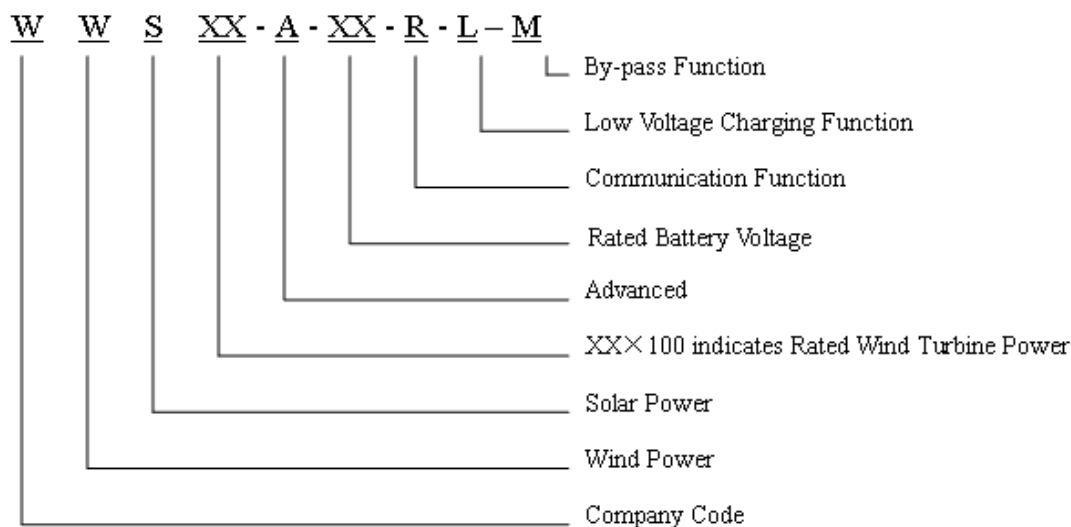 W W S XX - A - XX - R - L – M
By-pass Function
Low Voltage Charging Function
Communication Function
Rated Battery Voltage
Advanced
XX×100 indicates Rated Wind Turbine Power
Solar Power
Wind Power
Company Code